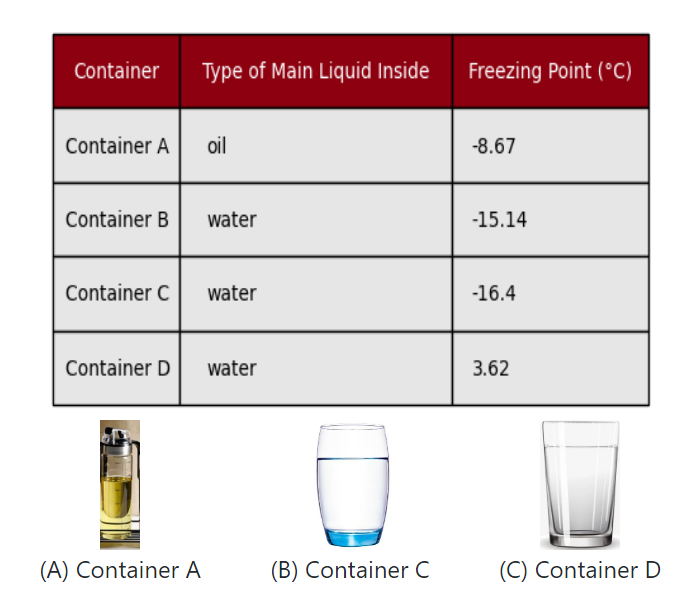 Container Type of Main Liquid Inside Freezing Point (°C)
Container A oil -8.67
Container B water -15.14
Container C water -16.4
Container D water 3.62
(A) Container A (B) Container C (C) Container D